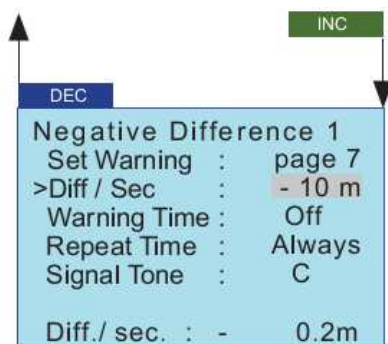 INC
DEC
Negative Difference 1
Set Warning : page 7
>Diff / Sec : - 10 m
Warning Time : Off
Repeat Time : Always
Signal Tone : C
Diff./ sec. : - 0.2m